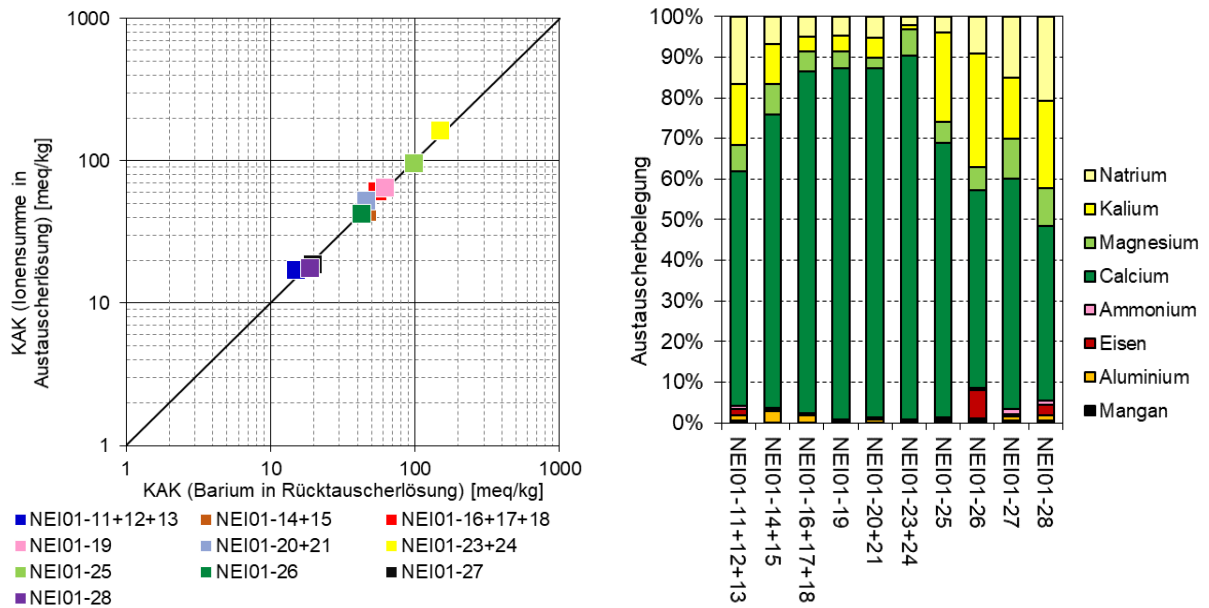 KAK (Ionensumme in
Austauscherlösung) [meq/kg]
1000
100
10
1
1
10
100
1000
KAK (Barium in Rücktauscherlösung) [meq/kg]
NEI01-11+12+13
NEI01-14+15
NEI01-16+17+18
NEI01-19
NEI01-20+21
NEI01-23+24
NEI01-25
NEI01-26
NEI01-27
NEI01-28
Austauscherbelegung
100%
90%
80%
70%
60%
50%
40%
30%
20%
10%
0%
NEI01-11+12+13
NEI01-14+15
NEI01-16+17+18
NEI01-19
NEI01-20+21
NEI01-23+24
NEI01-25
NEI01-26
NEI01-27
NEI01-28
Natrium
Kalium
Magnesium
Calcium
Ammonium
Eisen
Aluminium
Mangan